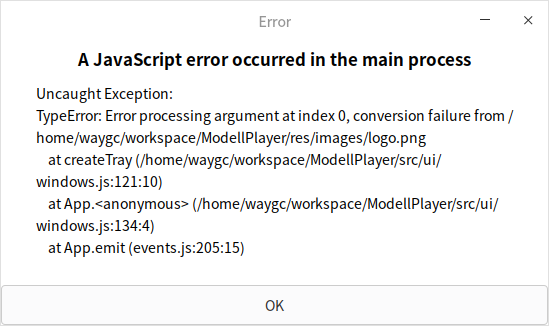 Error
A JavaScript error occurred in the main process
Uncaught Exception:
TypeError: Error processing argument at index 0, conversion failure from /
home/waygc/workspace/ModellPlayer/res/images/logo.png
at createTray (/home/waygc/workspace/ModellPlayer/src/ui/
windows.js:121:10)
at App.<anonymous> (/home/waygc/workspace/ModellPlayer/src/ui/
windows.js:134:4)
at App.emit (events.js:205:15)
OK